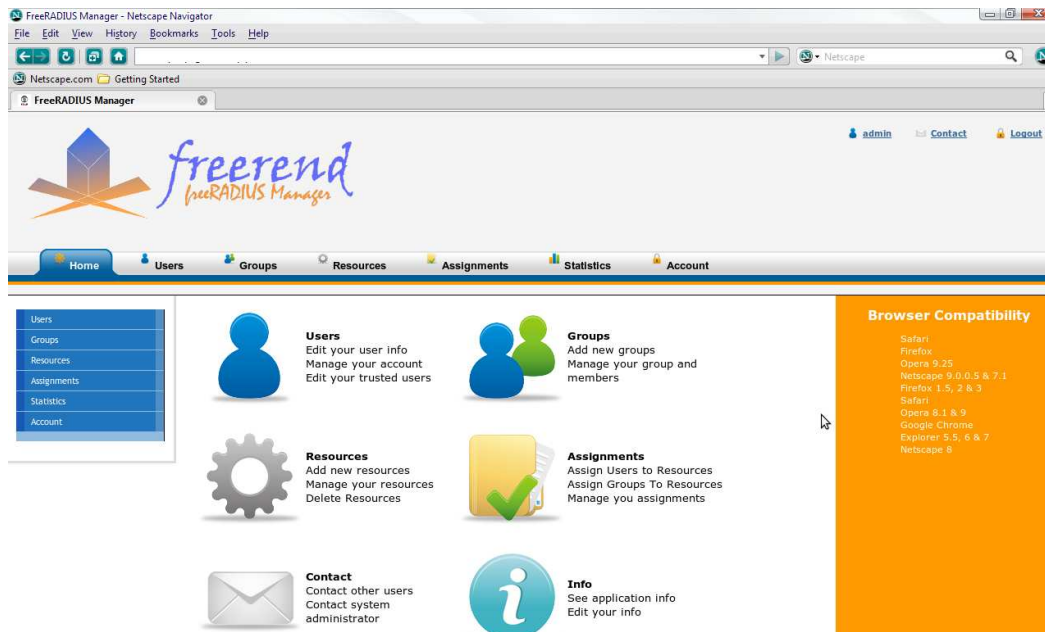 FreeRADIUS Manager - Netscape Navigator
File Edit View History Bookmarks Tools Help
Netscape
Netscape.com Getting Started
FreeRADIUS Manager
admin Contact Logout
freerend
freeRADIUS Manager
Home Users Groups Resources Assignments Statistics Account
Users
Groups
Resources
Assignments
Statistics
Account
Users
Edit your user info
Manage your account
Edit your trusted users
Groups
Add new groups
Manage your group and
members
Resources
Add new resources
Manage your resources
Delete Resources
Assignments
Assign Users to Resources
Assign Groups To Resources
Manage you assignments
Contact
Contact other users
Contact system
administrator
Info
See application info
Edit your info
Browser Compatibility
Safari
Firefox
Opera 9.25
Netscape 9.0.0.5 & 7.1
Firefox 1.5, 2 & 3
Safari
Opera 8.1 & 9
Google Chrome
Explorer 5.5, 6 & 7
Netscape 8